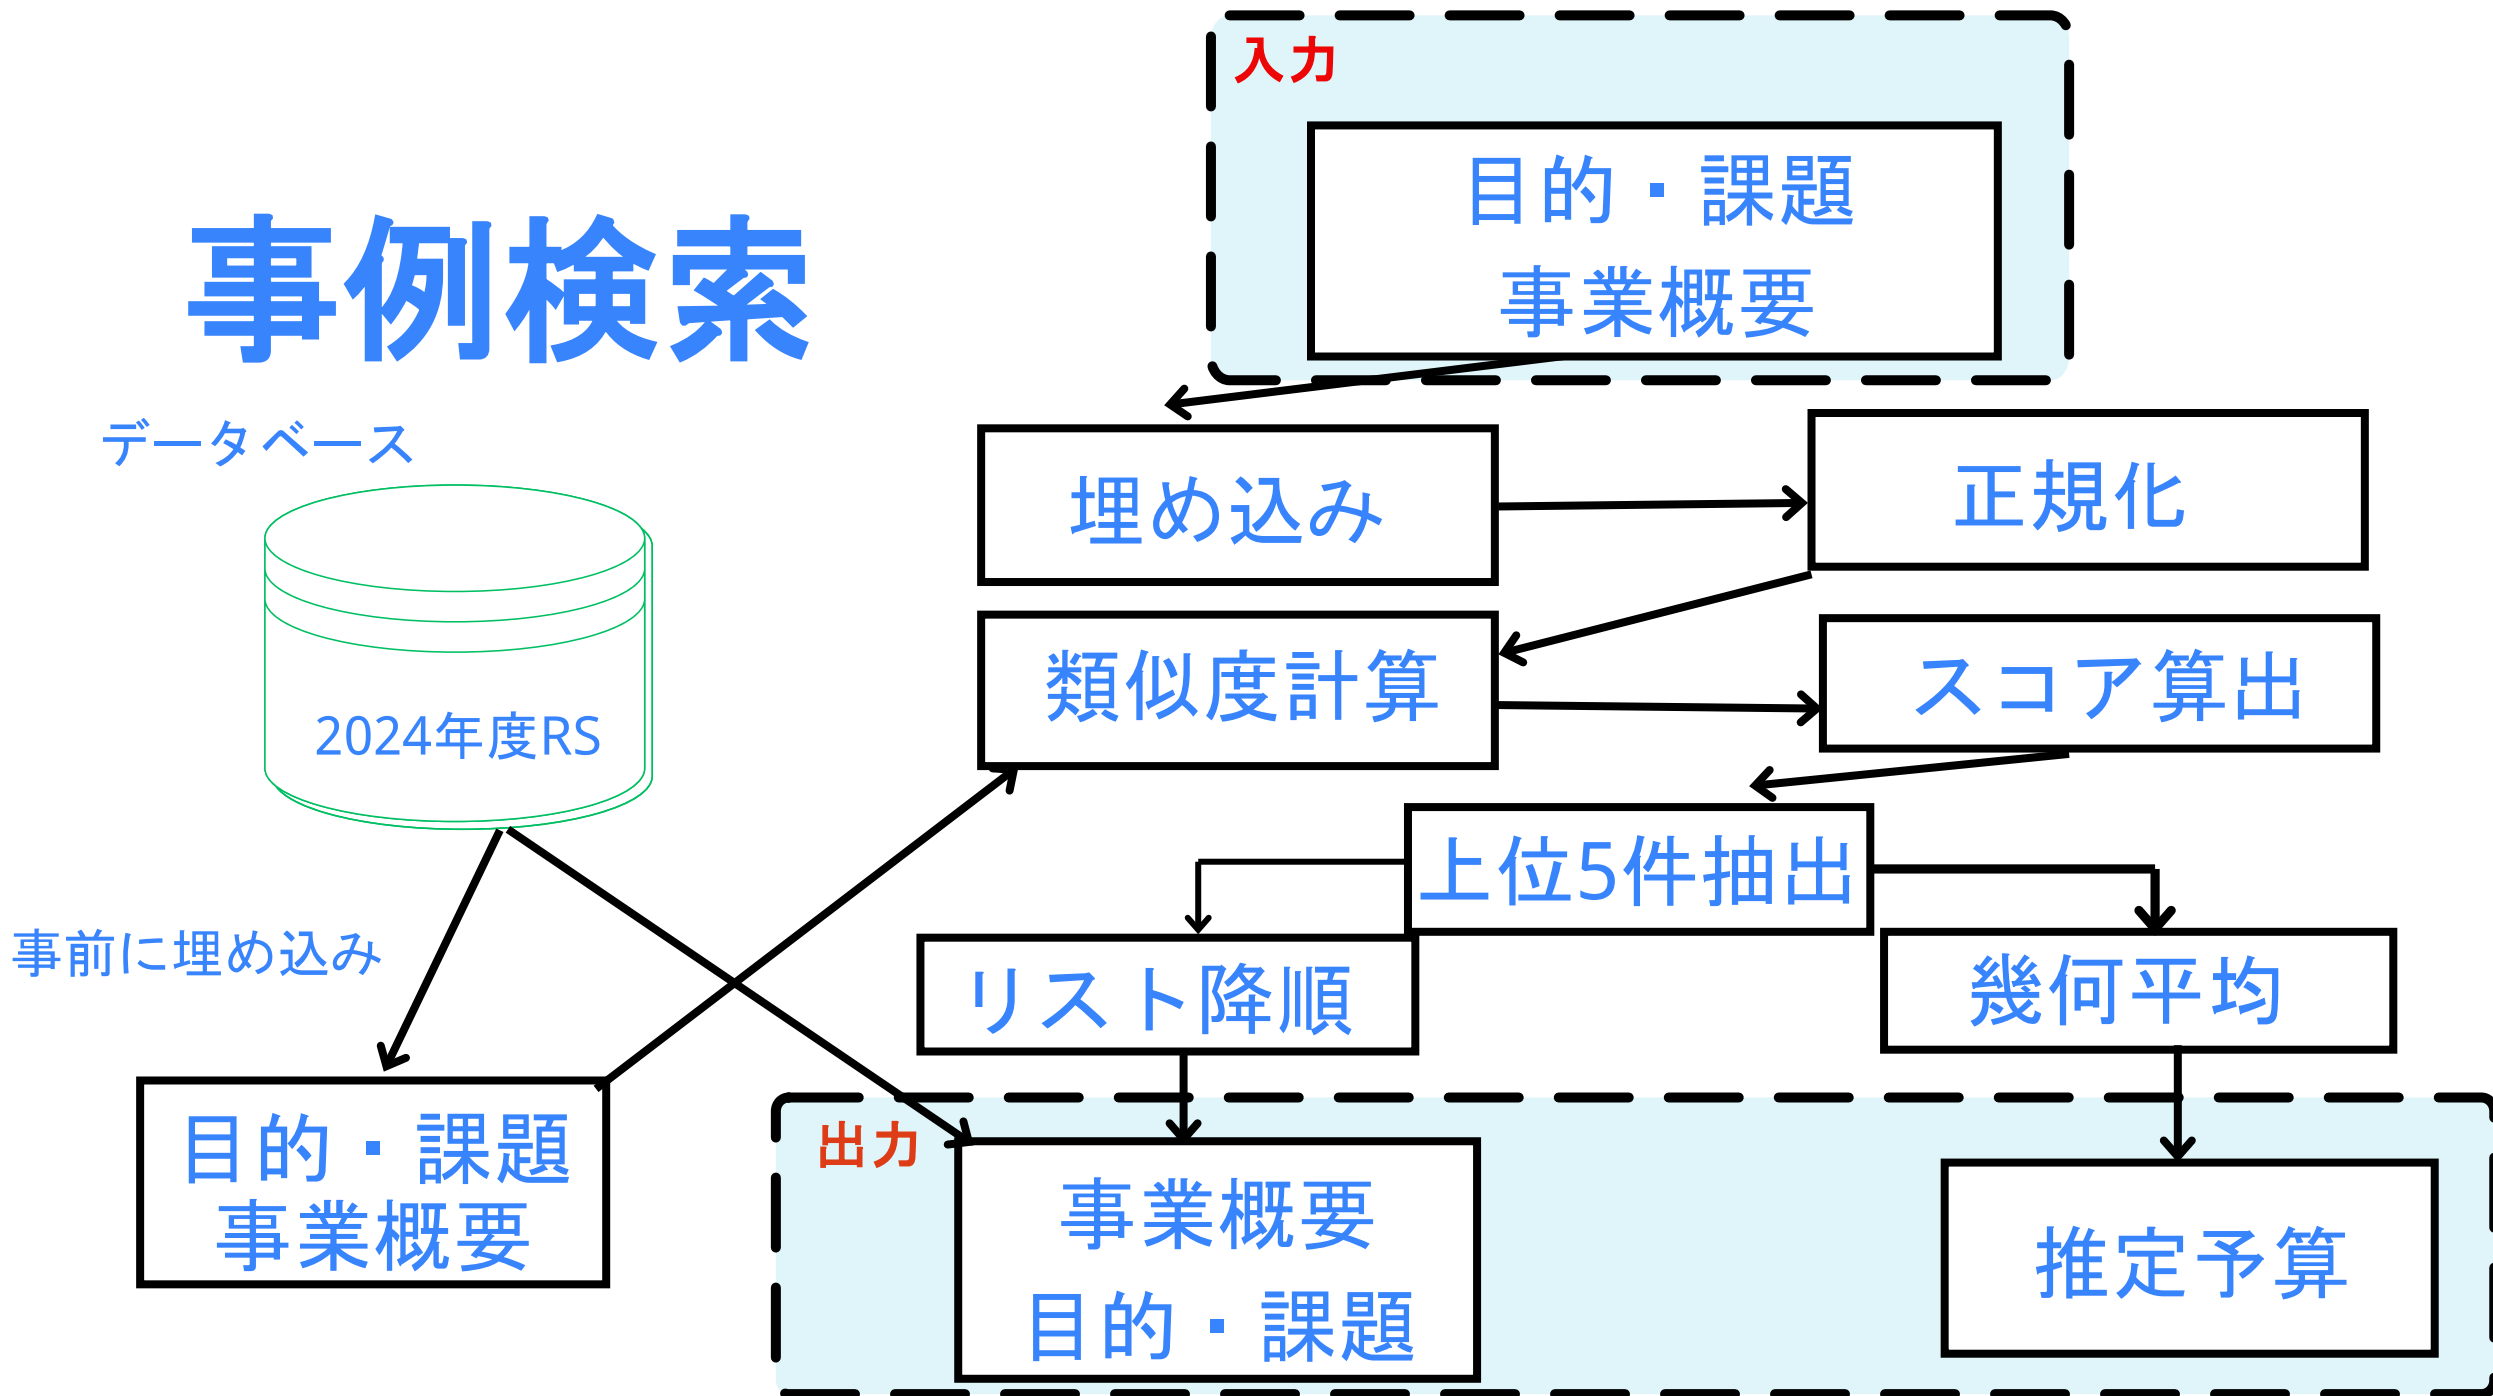 入力
目的・課題
事業概要
事例検索
データベース
2024年度RS
埋め込み
正規化
類似度計算
スコア算出
上位5件抽出
事前に埋め込み
リスト降順
幾何平均
目的・課題
事業概要
出力
事業概要
目的・課題
推定予算